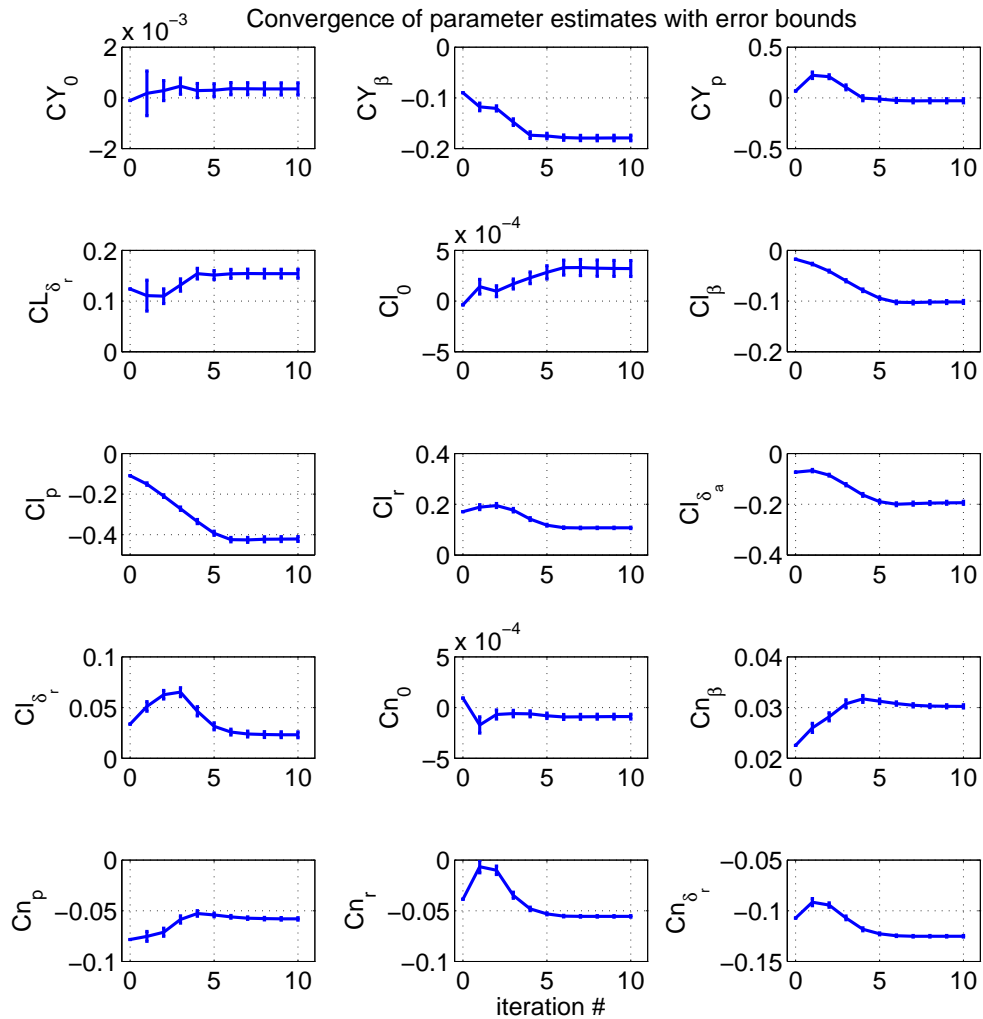 Convergence of parameter estimates with error bounds
x 10⁻³
2
0
−2
CY₀
0 5 10
0
−0.1
−0.2
CY_β
0 5 10
0.5
0
−0.5
CY_p
0 5 10
0.2
0.1
0
CL_δ_r
0 5 10
x 10⁻⁴
5
0
−5
Cl₀
0 5 10
0
−0.1
−0.2
Cl_β
0 5 10
0
−0.2
−0.4
Cl_p
0 5 10
0.4
0.2
0
Cl_r
0 5 10
0
−0.2
−0.4
Cl_δ_a
0 5 10
0.1
0.05
0
Cl_δ_r
0 5 10
x 10⁻⁴
5
0
−5
Cn₀
0 5 10
0.04
0.03
0.02
Cn_β
0 5 10
0
−0.05
−0.1
Cn_p
0 5 10
0
−0.05
−0.1
Cn_r
0 5 10
iteration #
−0.05
−0.1
−0.15
Cn_δ_r
0 5 10